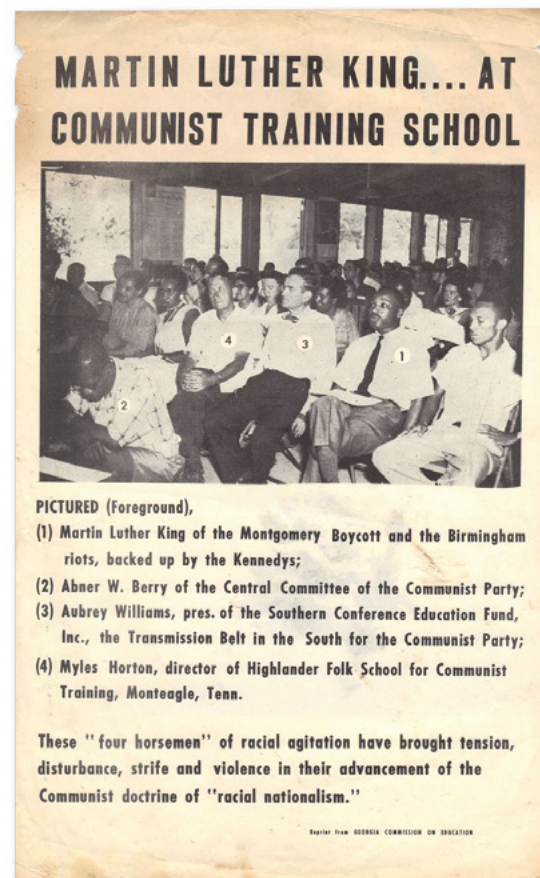 MARTIN LUTHER KING.... AT
COMMUNIST TRAINING SCHOOL
4
3
1
2
PICTURED (Foreground),
(1) Martin Luther King of the Montgomery Boycott and the Birmingham
riots, backed up by the Kennedys;
(2) Abner W. Berry of the Central Committee of the Communist Party;
(3) Aubrey Williams, pres. of the Southern Conference Education Fund,
Inc., the Transmission Belt in the South for the Communist Party;
(4) Myles Horton, director of Highlander Folk School for Communist
Training, Monteagle, Tenn.
These "four horsemen" of racial agitation have brought tension,
disturbance, strife and violence in their advancement of the
Communist doctrine of "racial nationalism."
Reprint from GEORGIA COMMISSION ON EDUCATION